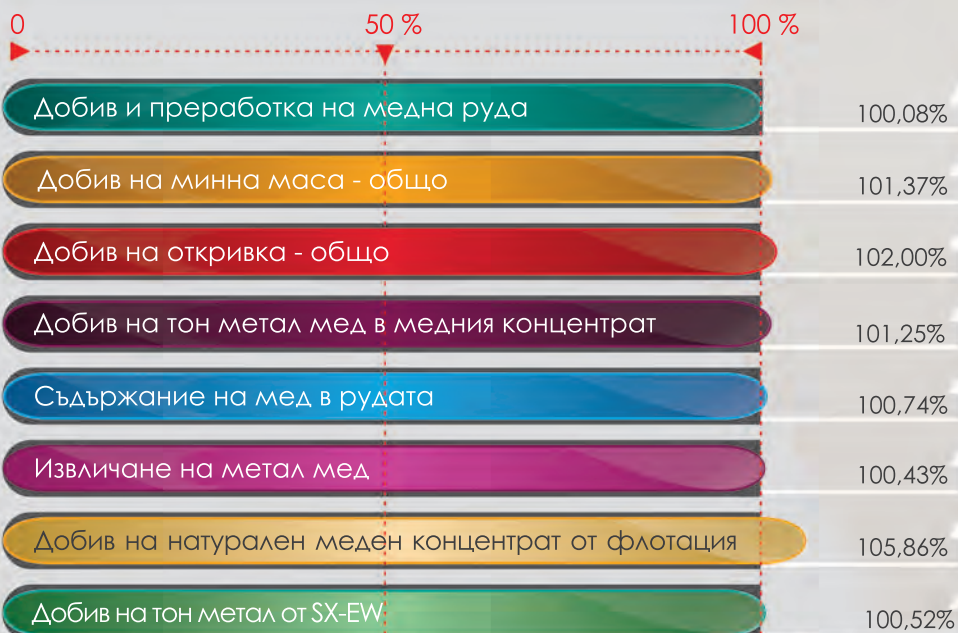 0 50 % 100 %
Добив и преработка на медна руда 100,08%
Добив на минна маса - общо 101,37%
Добив на откривка - общо 102,00%
Добив на тон метал мед в медния концентрат 101,25%
Съдържание на мед в рудата 100,74%
Извличане на метал мед 100,43%
Добив на натурален меден концентрат от флотация 105,86%
Добив на тон метал от SX-EW 100,52%